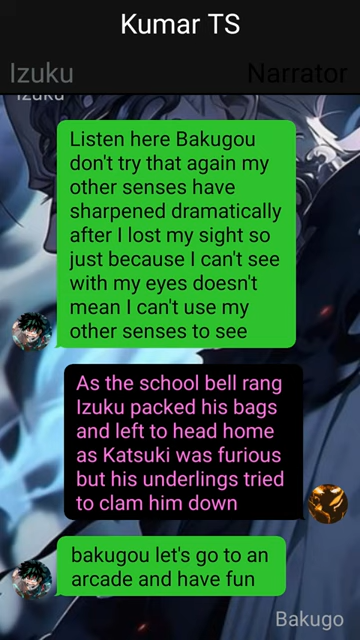 Kumar TS
Izuku
Narrator
Izuku
Listen here Bakugou
don't try that again my
other senses have
sharpened dramatically
after I lost my sight so
just because I can't see
with my eyes doesn't
mean I can't use my
other senses to see
As the school bell rang
Izuku packed his bags
and left to head home
as Katsuki was furious
but his underlings tried
to clam him down
bakugou let's go to an
arcade and have fun
Bakugo